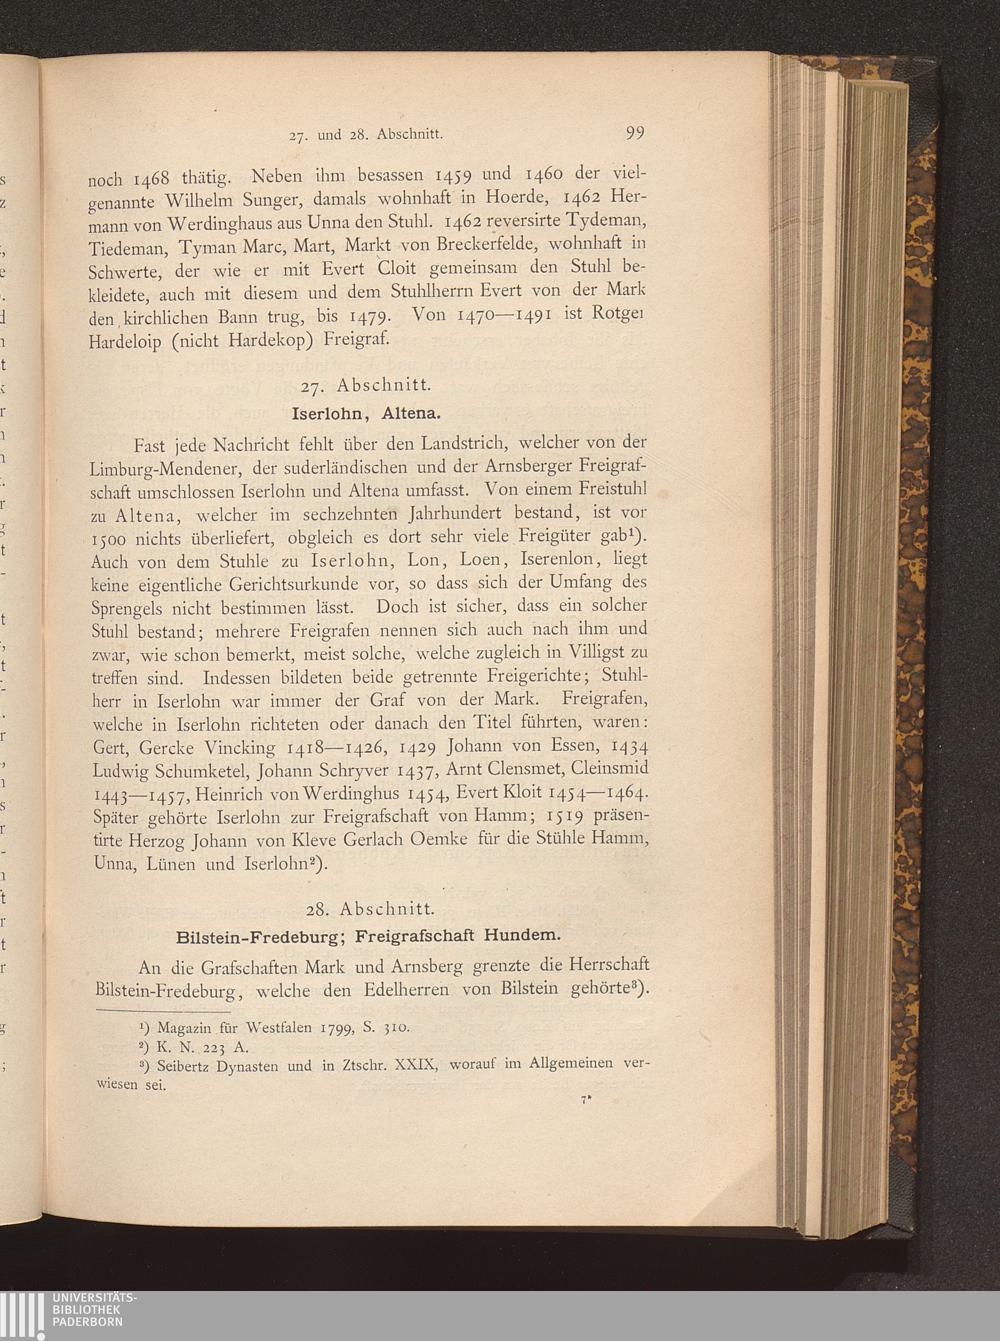 27. und 28. Abschnitt. 99
noch 1468 thätig. Neben ihm besassen 1459 und 1460 der viel-
genannte Wilhelm Sunger, damals wohnhaft in Hoerde, 1462 Her-
mann von Werdinghaus aus Unna den Stuhl. 1462 reversirte Tydeman,
Tiedeman, Tyman Marc, Mart, Markt von Breckerfelde, wohnhaft in
Schwerte, der wie er mit Evert Cloit gemeinsam den Stuhl be-
kleidete, auch mit diesem und dem Stuhlherrn Evert von der Mark
den kirchlichen Bann trug, bis 1479. Von 1470—1491 ist Rotger
Hardeloip (nicht Hardekop) Freigraf.
27. Abschnitt.
Iserlohn, Altena.
Fast jede Nachricht fehlt über den Landstrich, welcher von der
Limburg-Mendener, der suderländischen und der Arnsberger Freigraf-
schaft umschlossen Iserlohn und Altena umfasst. Von einem Freistuhl
zu Altena, welcher im sechzehnten Jahrhundert bestand, ist vor
1500 nichts überliefert, obgleich es dort sehr viele Freigüter gab¹).
Auch von dem Stuhle zu Iserlohn, Lon, Loen, Iserenlon, liegt
keine eigentliche Gerichtsurkunde vor, so dass sich der Umfang des
Sprengels nicht bestimmen lässt. Doch ist sicher, dass ein solcher
Stuhl bestand; mehrere Freigrafen nennen sich auch nach ihm und
zwar, wie schon bemerkt, meist solche, welche zugleich in Villigst zu
treffen sind. Indessen bildeten beide getrennte Freigerichte; Stuhl-
herr in Iserlohn war immer der Graf von der Mark. Freigrafen,
welche in Iserlohn richteten oder danach den Titel führten, waren:
Gert, Gercke Vincking 1418—1426, 1429 Johann von Essen, 1434
Ludwig Schumketel, Johann Schryver 1437, Arnt Clensmet, Cleinsmid
1443—1457, Heinrich von Werdinghus 1454, Evert Kloit 1454—1464.
Später gehörte Iserlohn zur Freigrafschaft von Hamm; 1519 präsen-
tirte Herzog Johann von Kleve Gerlach Oemke für die Stühle Hamm,
Unna, Lünen und Iserlohn²).
28. Abschnitt.
Bilstein-Fredeburg; Freigrafschaft Hundem.
An die Grafschaften Mark und Arnsberg grenzte die Herrschaft
Bilstein-Fredeburg, welche den Edelherren von Bilstein gehörte³).
¹) Magazin für Westfalen 1799, S. 310.
²) K. N. 223 A.
³) Seibertz Dynasten und in Ztschr. XXIX, worauf im Allgemeinen ver-
wiesen sei.
7*
UNIVERSITÄTS-
BIBLIOTHEK
PADERBORN